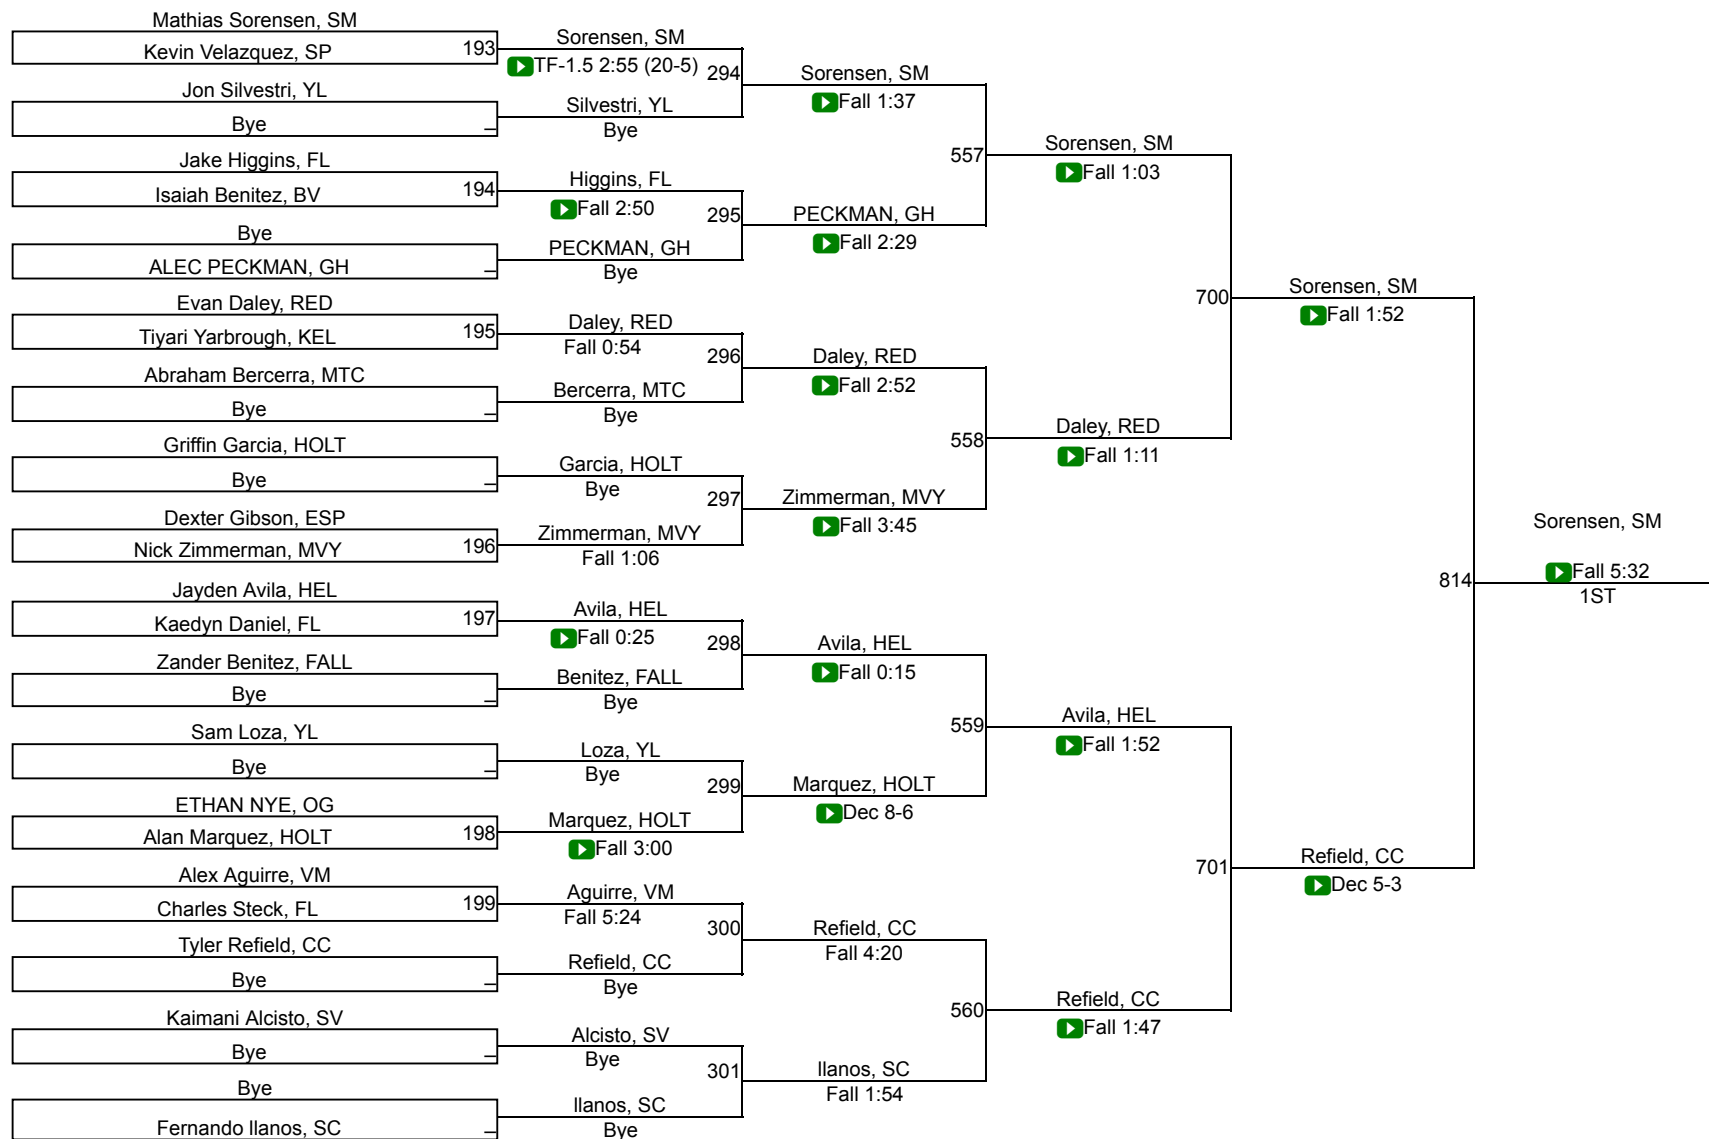 Mathias Sorensen, SM
Kevin Velazquez, SP
193
Jon Silvestri, YL
Bye
_
Jake Higgins, FL
Isaiah Benitez, BV
194
Bye
ALEC PECKMAN, GH
_
Evan Daley, RED
Tiyari Yarbrough, KEL
195
Abraham Bercerra, MTC
Bye
_
Griffin Garcia, HOLT
Bye
_
Dexter Gibson, ESP
Nick Zimmerman, MVY
196
Jayden Avila, HEL
Kaedyn Daniel, FL
197
Zander Benitez, FALL
Bye
_
Sam Loza, YL
Bye
_
ETHAN NYE, OG
Alan Marquez, HOLT
198
Alex Aguirre, VM
Charles Steck, FL
199
Tyler Refield, CC
Bye
_
Kaimani Alcisto, SV
Bye
_
Bye
Fernando llanos, SC
_
Sorensen, SM
TF-1.5 2:55 (20-5)
294
Silvestri, YL
Bye
Higgins, FL
Fall 2:50
295
PECKMAN, GH
Bye
Daley, RED
Fall 0:54
296
Bercerra, MTC
Bye
Garcia, HOLT
Bye
297
Zimmerman, MVY
Fall 1:06
Avila, HEL
Fall 0:25
298
Benitez, FALL
Bye
Loza, YL
Bye
299
Marquez, HOLT
Fall 3:00
Aguirre, VM
Fall 5:24
300
Refield, CC
Bye
Alcisto, SV
Bye
301
llanos, SC
Bye
Sorensen, SM
Fall 1:37
557
PECKMAN, GH
Fall 2:29
Daley, RED
Fall 2:52
558
Zimmerman, MVY
Fall 3:45
Avila, HEL
Fall 0:15
559
Marquez, HOLT
Dec 8-6
Refield, CC
Fall 4:20
560
llanos, SC
Fall 1:54
Sorensen, SM
Fall 1:03
700
Daley, RED
Fall 1:11
Avila, HEL
Fall 1:52
701
Refield, CC
Fall 1:47
Sorensen, SM
Fall 1:52
814
Refield, CC
Dec 5-3
Sorensen, SM
Fall 5:32
1ST